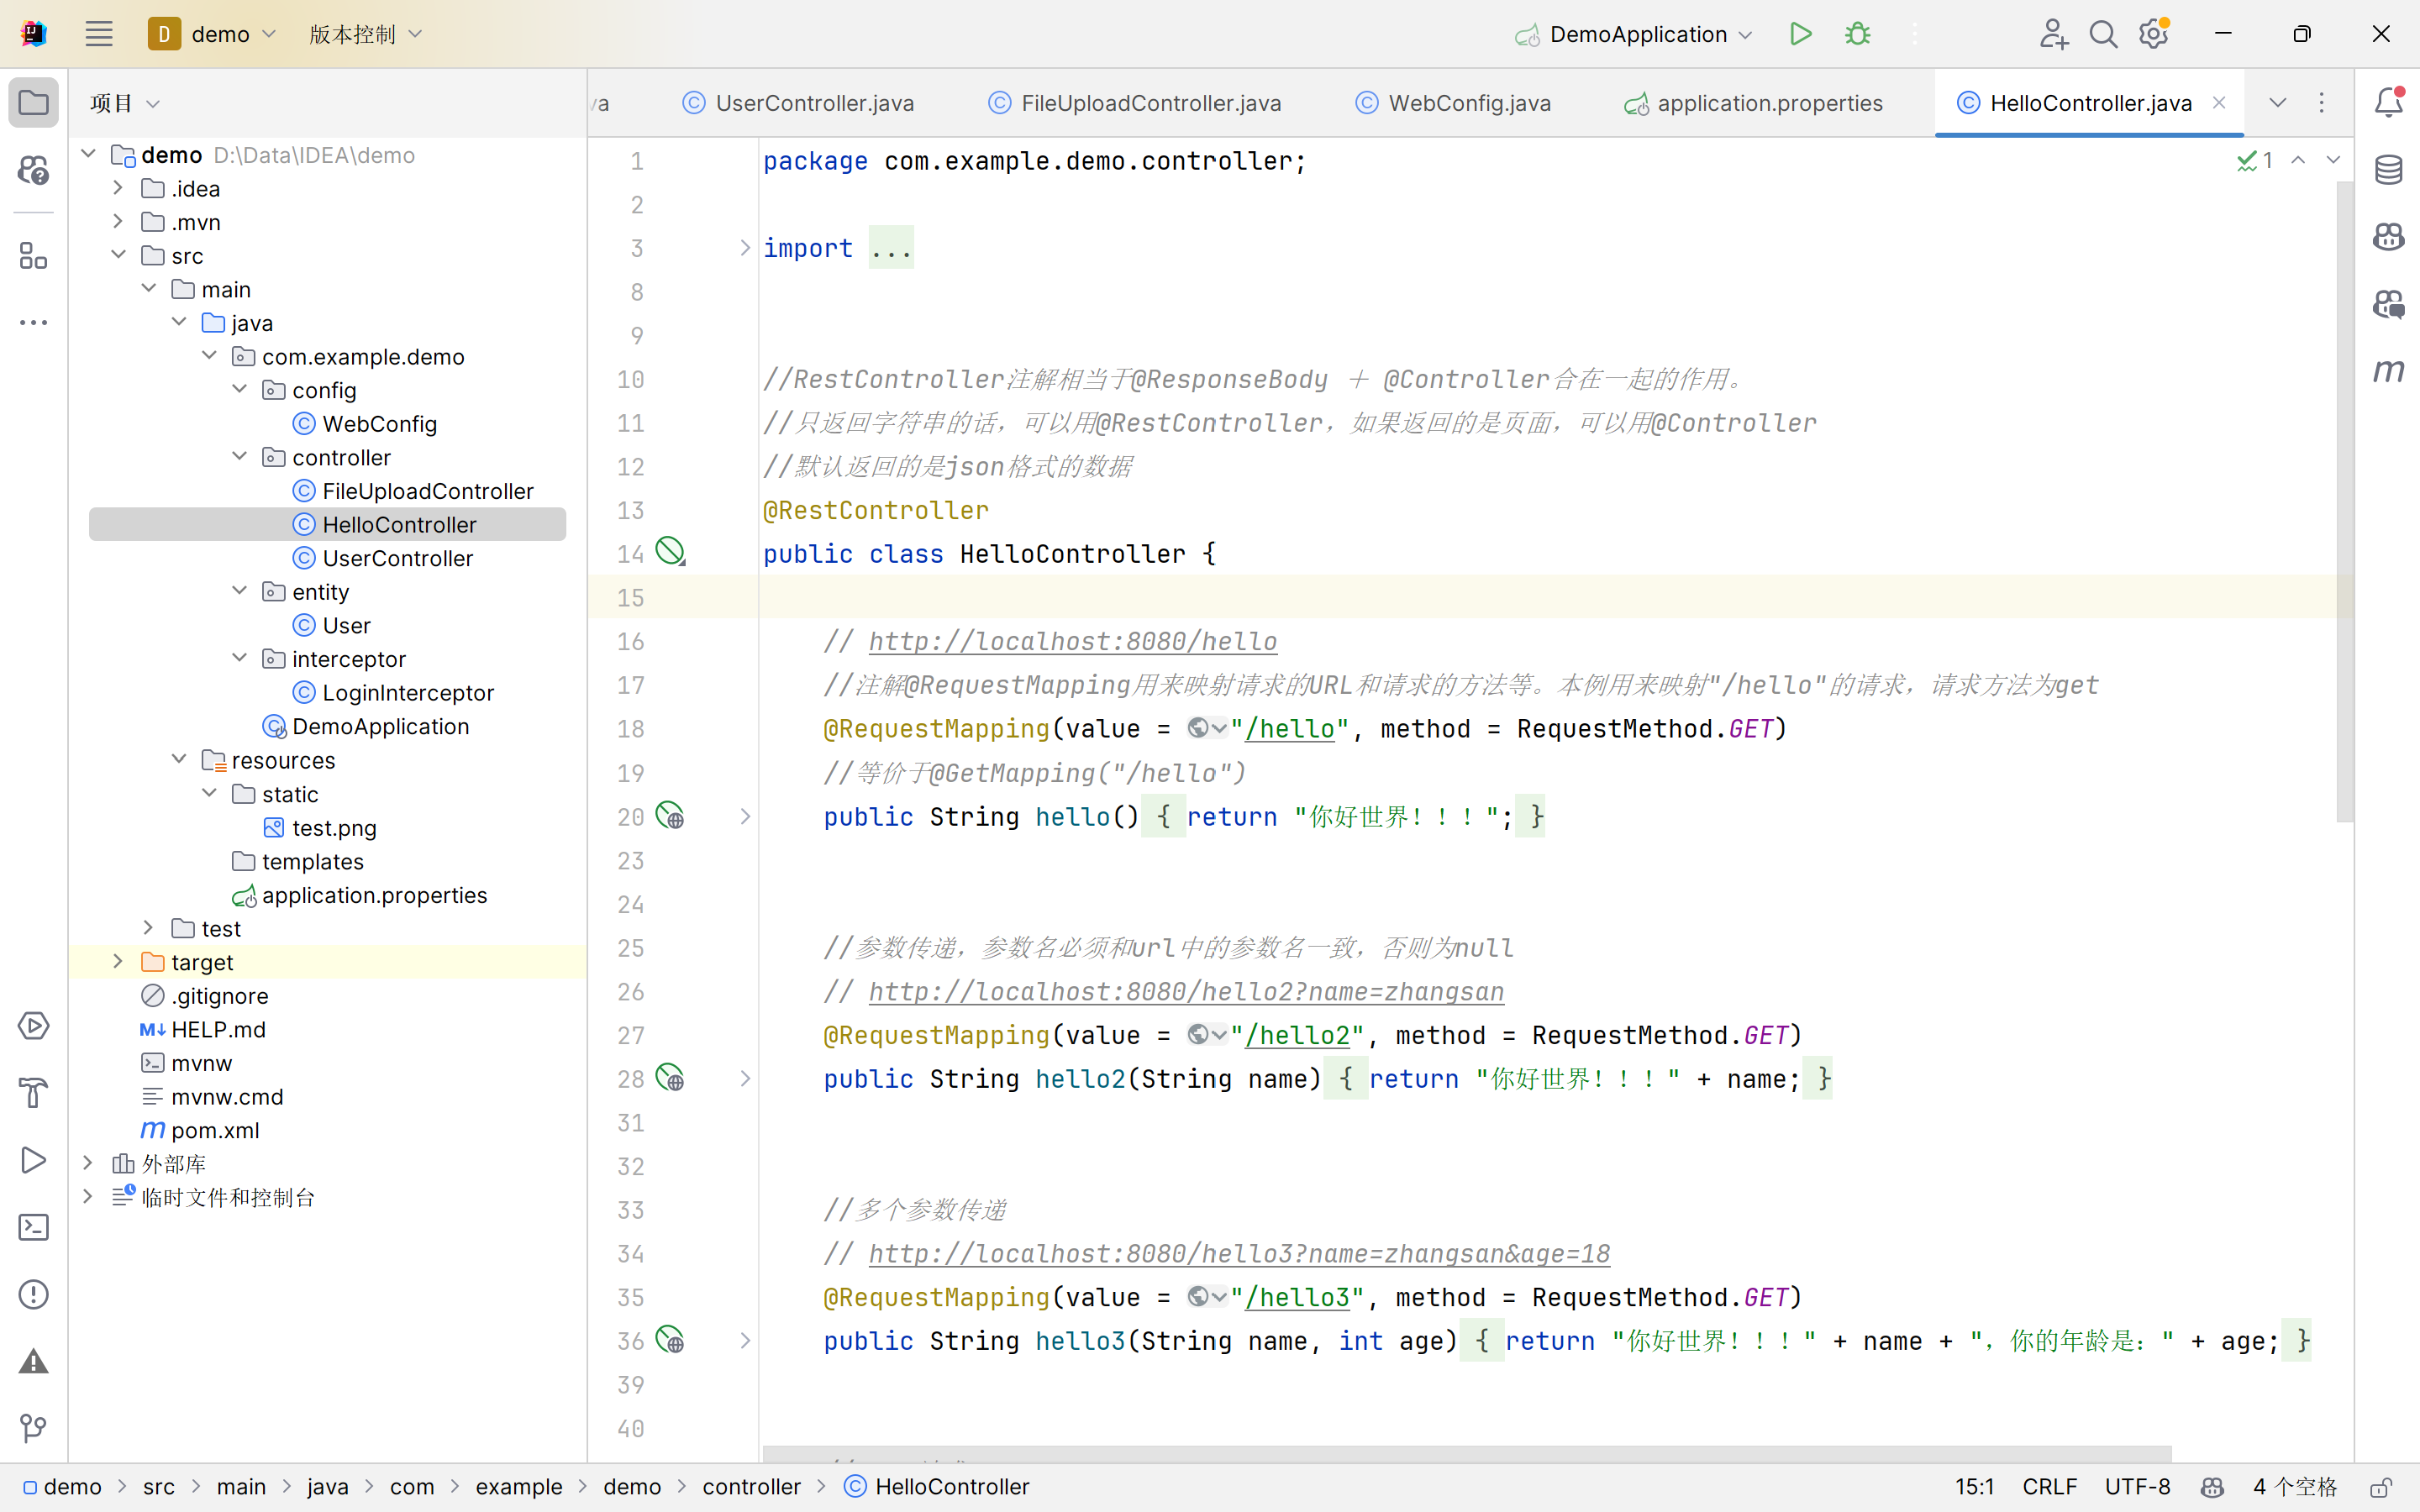 D demo 版本控制 DemoApplication
项目
UserController.java FileUploadController.java WebConfig.java application.properties HelloController.java
demo D:\Data\IDEA\demo
.idea
.mvn
src
main
java
com.example.demo
config
WebConfig
controller
FileUploadController
HelloController
UserController
entity
User
interceptor
LoginInterceptor
DemoApplication
resources
static
test.png
templates
application.properties
test
target
.gitignore
HELP.md
mvnw
mvnw.cmd
pom.xml
外部库
临时文件和控制台
1
1 package com.example.demo.controller;
2
3 import ...
8
9
10 //RestController注解相当于@ResponseBody + @Controller合在一起的作用。
11 //只返回字符串的话，可以用@RestController，如果返回的是页面，可以用@Controller
12 //默认返回的是json格式的数据
13 @RestController
14 public class HelloController {
15
16 // http://localhost:8080/hello
17 //注解@RequestMapping用来映射请求的URL和请求的方法等。本例用来映射"/hello"的请求，请求方法为get
18 @RequestMapping(value = "/hello", method = RequestMethod.GET)
19 //等价于@GetMapping("/hello")
20 public String hello() { return "你好世界！！！"; }
23
24
25 //参数传递，参数名必须和url中的参数名一致，否则为null
26 // http://localhost:8080/hello2?name=zhangsan
27 @RequestMapping(value = "/hello2", method = RequestMethod.GET)
28 public String hello2(String name) { return "你好世界！！！" + name; }
31
32
33 //多个参数传递
34 // http://localhost:8080/hello3?name=zhangsan&age=18
35 @RequestMapping(value = "/hello3", method = RequestMethod.GET)
36 public String hello3(String name, int age) { return "你好世界！！！" + name + "，你的年龄是：" + age; }
39
40
demo > src > main > java > com > example > demo > controller > HelloController 15:1 CRLF UTF-8 4 个空格